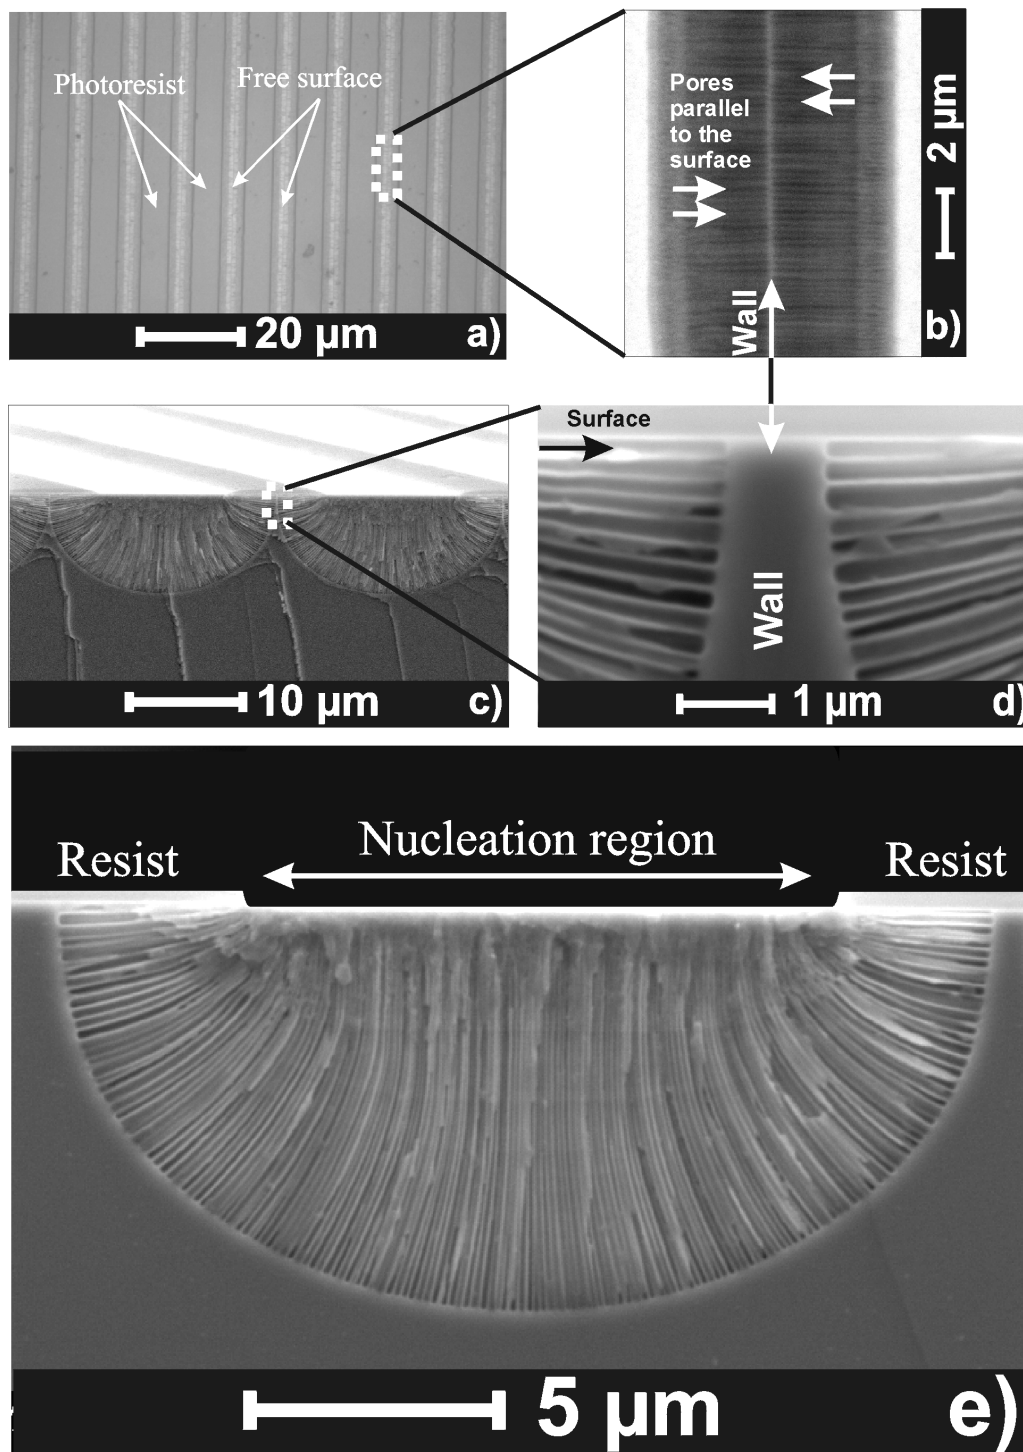 Photoresist
Free surface
20 µm
a)
Pores
parallel
to the
surface
Wall
2 µm
b)
10 µm
c)
Surface
Wall
1 µm
d)
Nucleation region
Resist
Resist
5 µm
e)